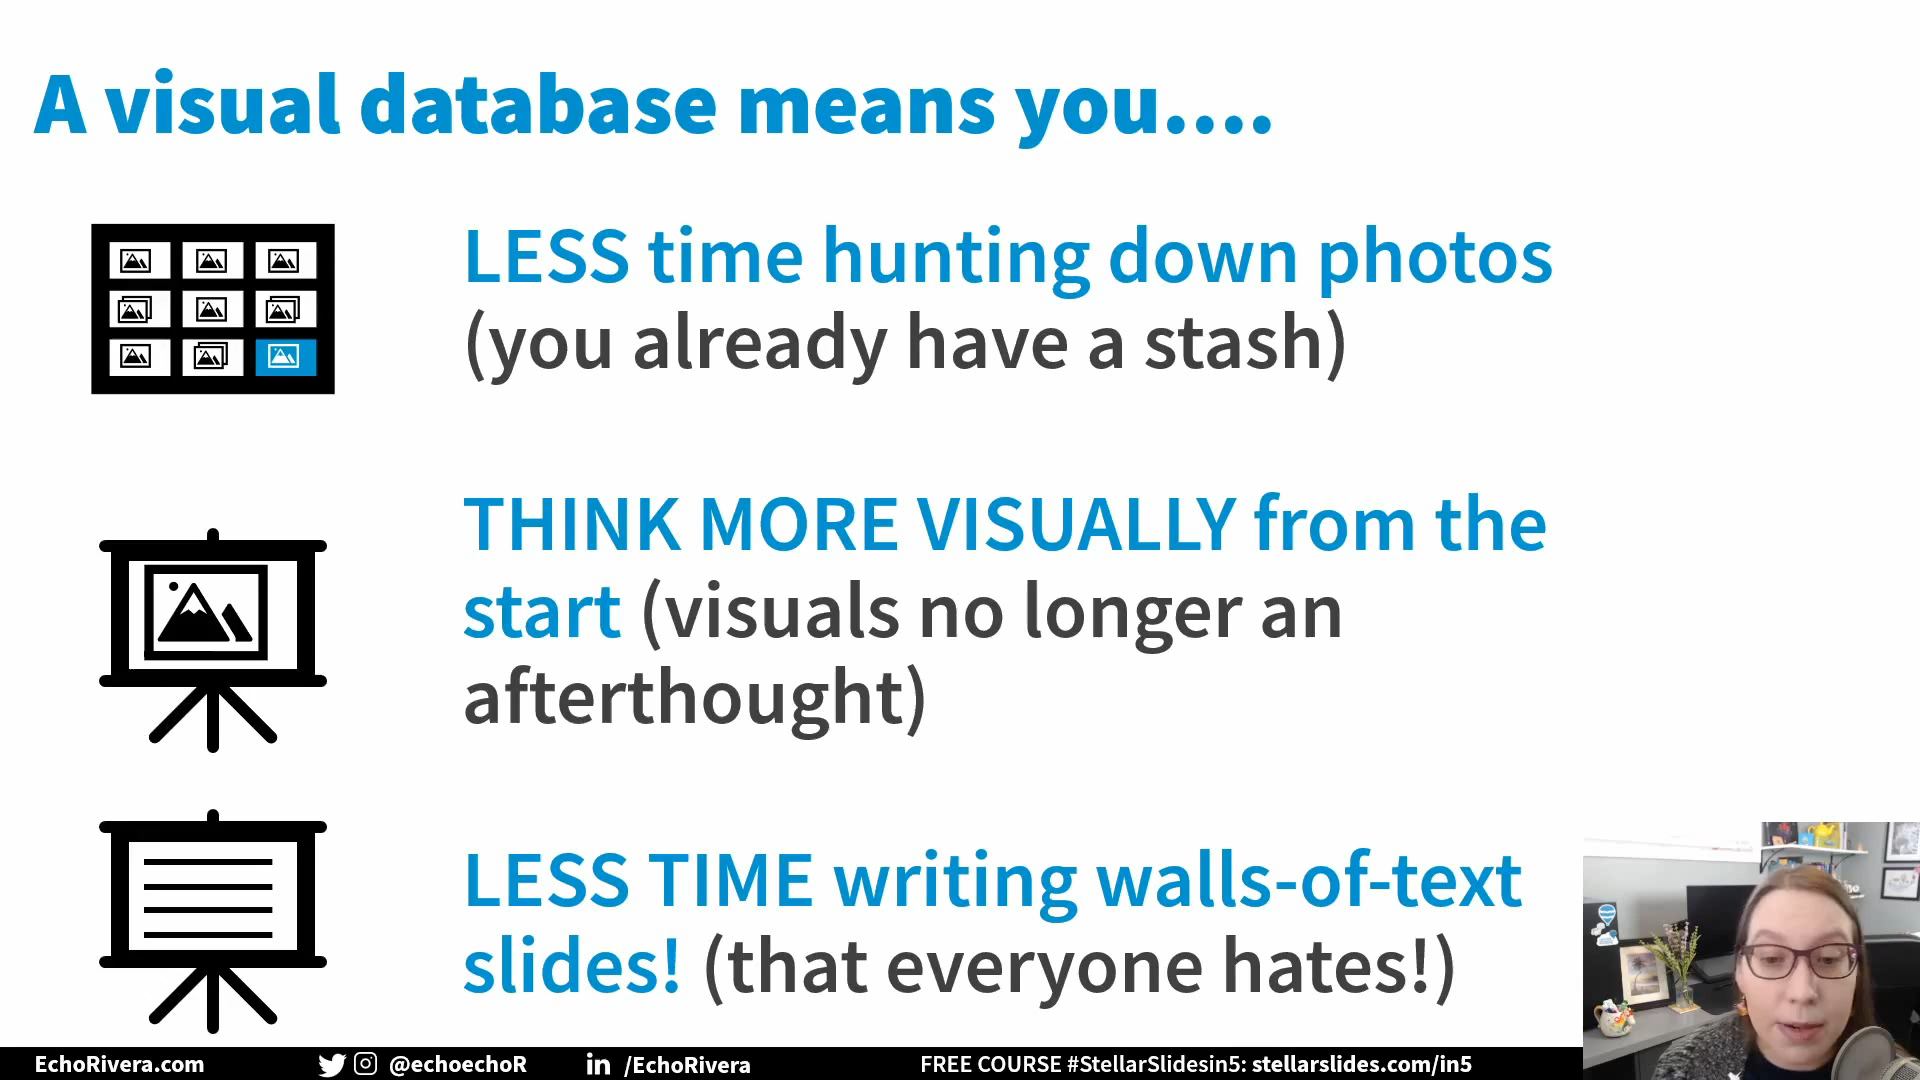 A visual database means you....
LESS time hunting down photos
(you already have a stash)
THINK MORE VISUALLY from the
start (visuals no longer an
afterthought)
LESS TIME writing walls-of-text
slides! (that everyone hates!)
EchoRivera.com @echoechoR in /EchoRivera FREE COURSE #StellarSlidesin5: stellarslides.com/in5